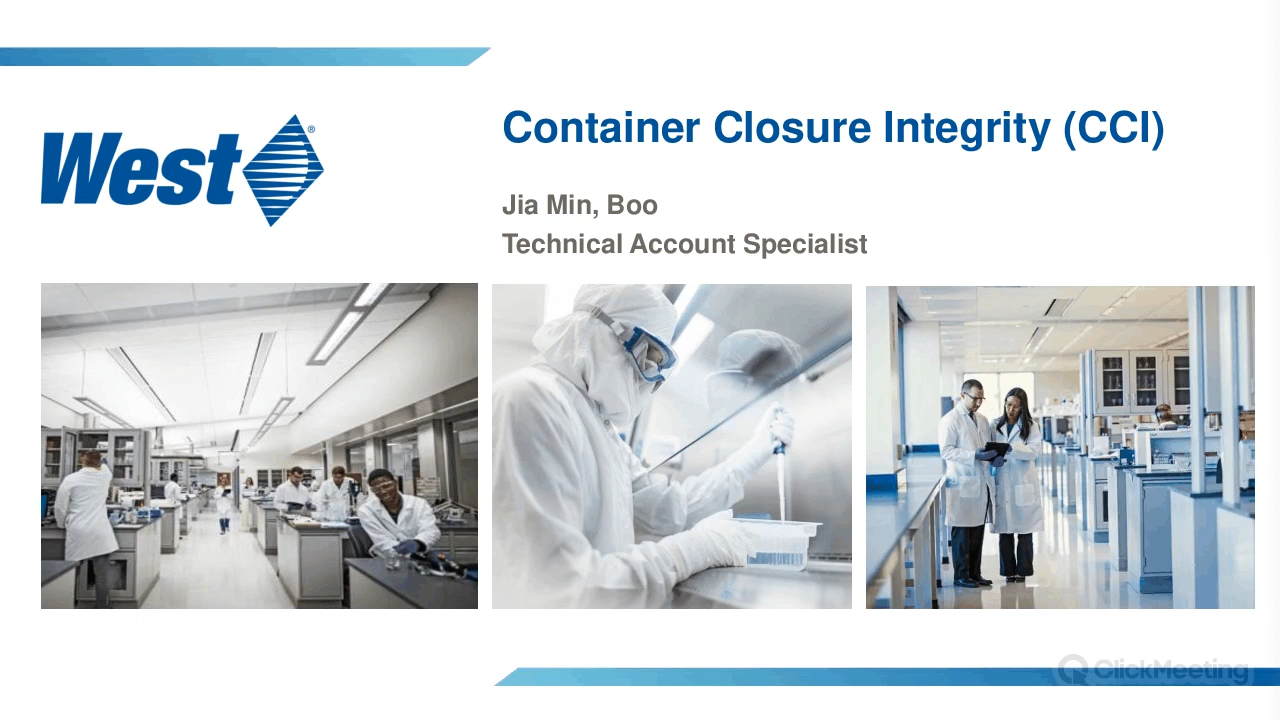 West®
Container Closure Integrity (CCI)
Jia Min, Boo
Technical Account Specialist
ClickMeeting